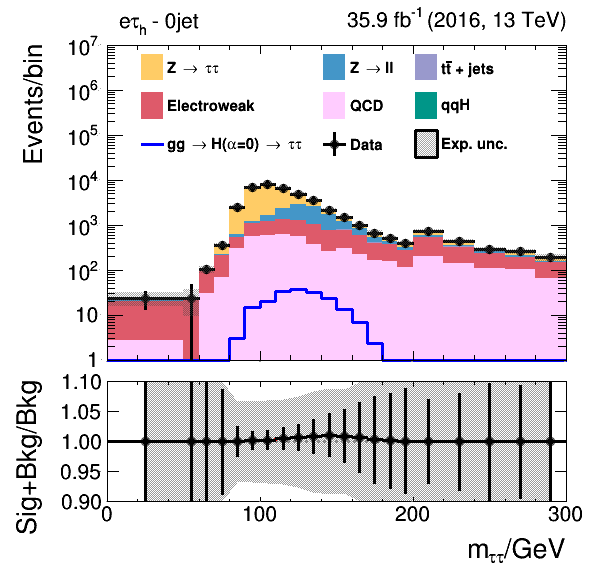 eτh - 0jet 35.9 fb-1 (2016, 13 TeV)
Events/bin
Z → ττ Z → ll tt̄ + jets
Electroweak QCD qqH
gg → H(α=0) → ττ Data Exp. unc.
10^7
10^6
10^5
10^4
10^3
10^2
10
1
Sig+Bkg/Bkg
1.10
1.05
1.00
0.95
0.90
0 100 200 300
mττ/GeV